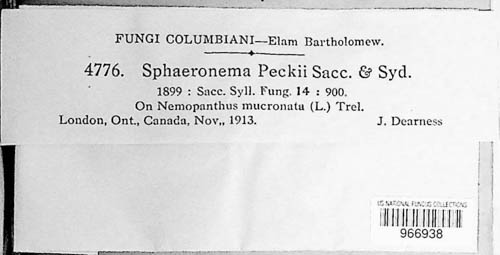 FUNGI COLUMBIANI—Elam Bartholomew.
4776. Sphaeronema Peckii Sacc. & Syd.
1899 : Sacc. Syll. Fung. 14 : 900.
On Nemopanthus mucronata (L.) Trel.
London, Ont., Canada, Nov,, 1913. J. Dearness
US NATIONAL FUNGUS COLLECTIONS
966938